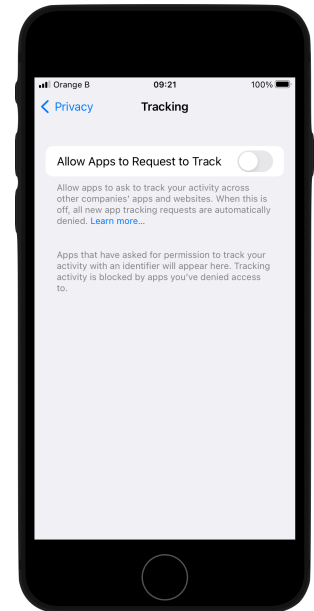 Orange B 09:21 100%
Privacy Tracking
Allow Apps to Request to Track
Allow apps to ask to track your activity across
other companies' apps and websites. When this is
off, all new app tracking requests are automatically
denied. Learn more...
Apps that have asked for permission to track your
activity with an identifier will appear here. Tracking
activity is blocked by apps you've denied access
to.